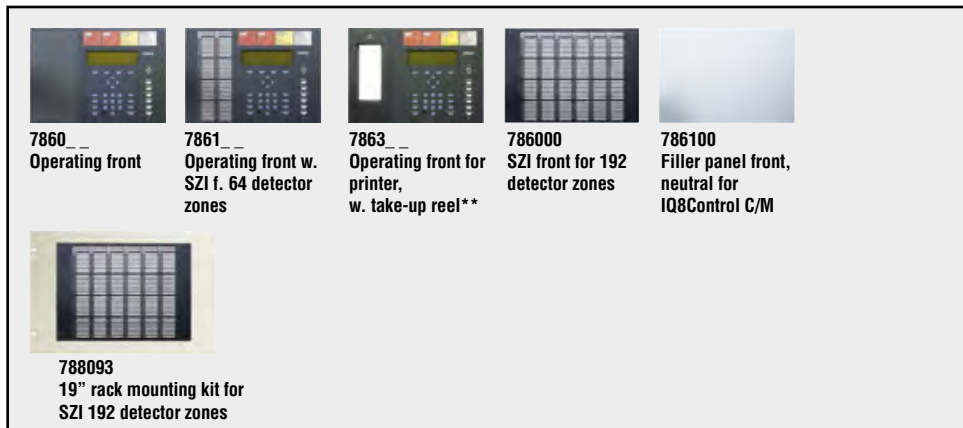 7860_ _
Operating front
7861_ _
Operating front w.
SZI f. 64 detector
zones
7863_ _
Operating front for
printer,
w. take-up reel**
786000
SZI front for 192
detector zones
786100
Filler panel front,
neutral for
IQ8Control C/M
788093
19” rack mounting kit for
SZI 192 detector zones